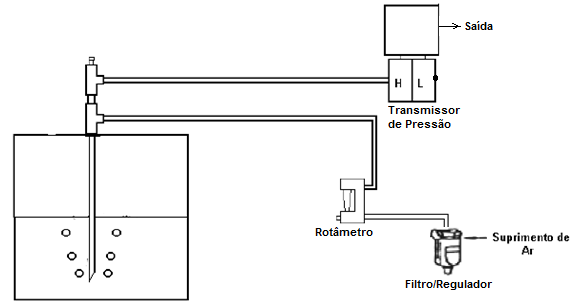 Saída
H L
Transmissor
de Pressão
Rotâmetro
Suprimento de
Ar
Filtro/Regulador